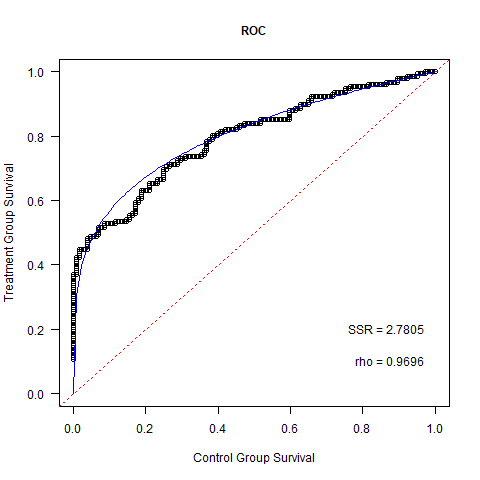 ROC
Treatment Group Survival
1.0
0.8
0.6
0.4
0.2
0.0
SSR = 2.7805
rho = 0.9696
0.0 0.2 0.4 0.6 0.8 1.0
Control Group Survival